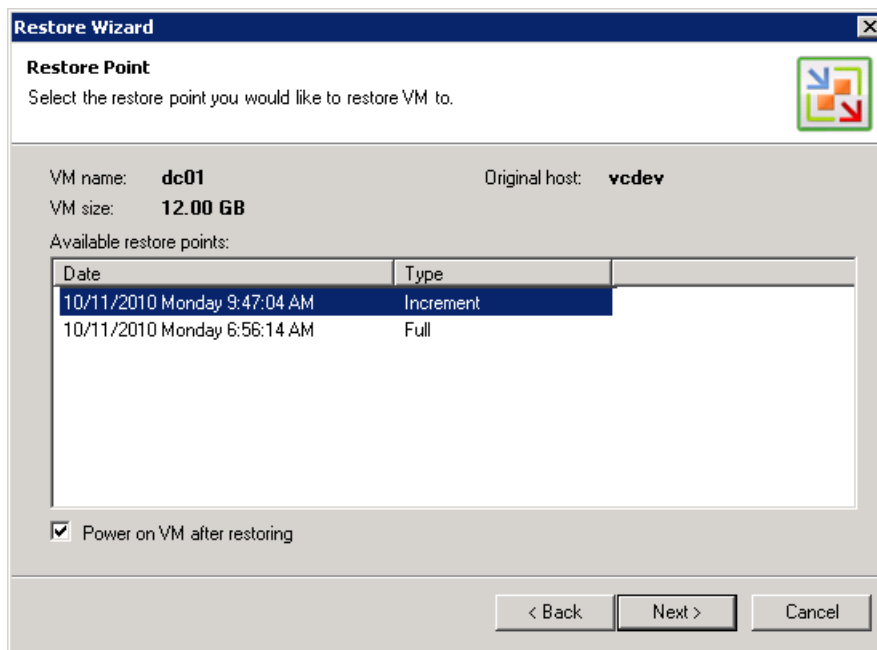 Restore Wizard
Restore Point
Select the restore point you would like to restore VM to.
VM name: dc01 Original host: vcdev
VM size: 12.00 GB
Available restore points:
Date Type
10/11/2010 Monday 9:47:04 AM Increment
10/11/2010 Monday 6:56:14 AM Full
Power on VM after restoring
< Back Next > Cancel